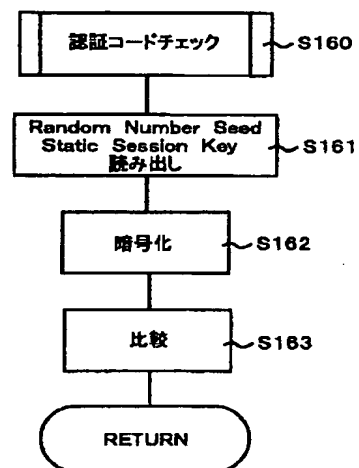 認証コードチェック
S160
Random Number Seed
Static Session Key
読み出し
S161
暗号化
S162
比較
S163
RETURN